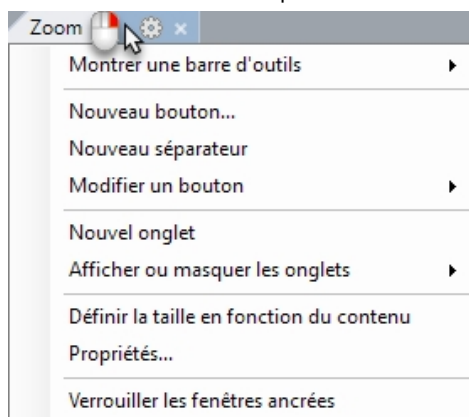 Zoom
Montrer une barre d'outils
Nouveau bouton...
Nouveau séparateur
Modifier un bouton
Nouvel onglet
Afficher ou masquer les onglets
Définir la taille en fonction du contenu
Propriétés...
Verrouiller les fenêtres ancrées